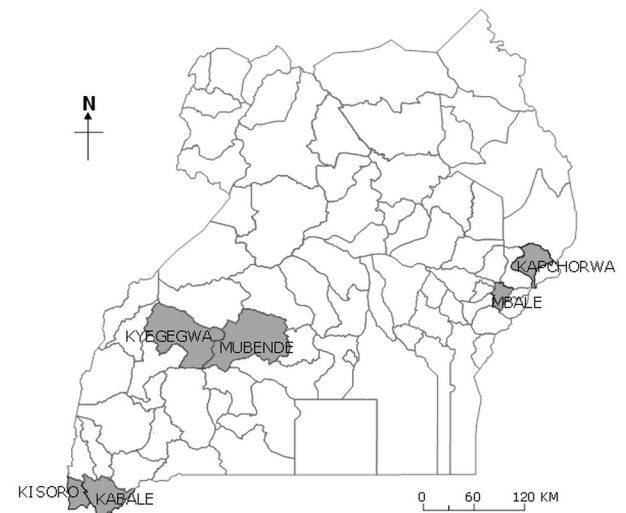 N
KAPCHORWA
MBALE
KYEGEGWA
MUBENDE
KISORO
KABALE
0 60 120 KM